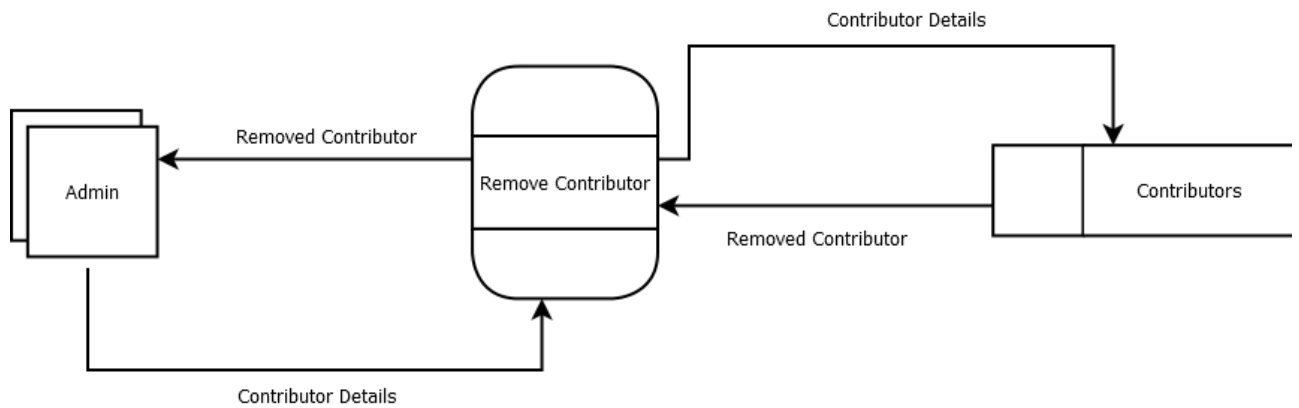 Contributor Details
Removed Contributor
Admin
Remove Contributor
Contributors
Removed Contributor
Contributor Details